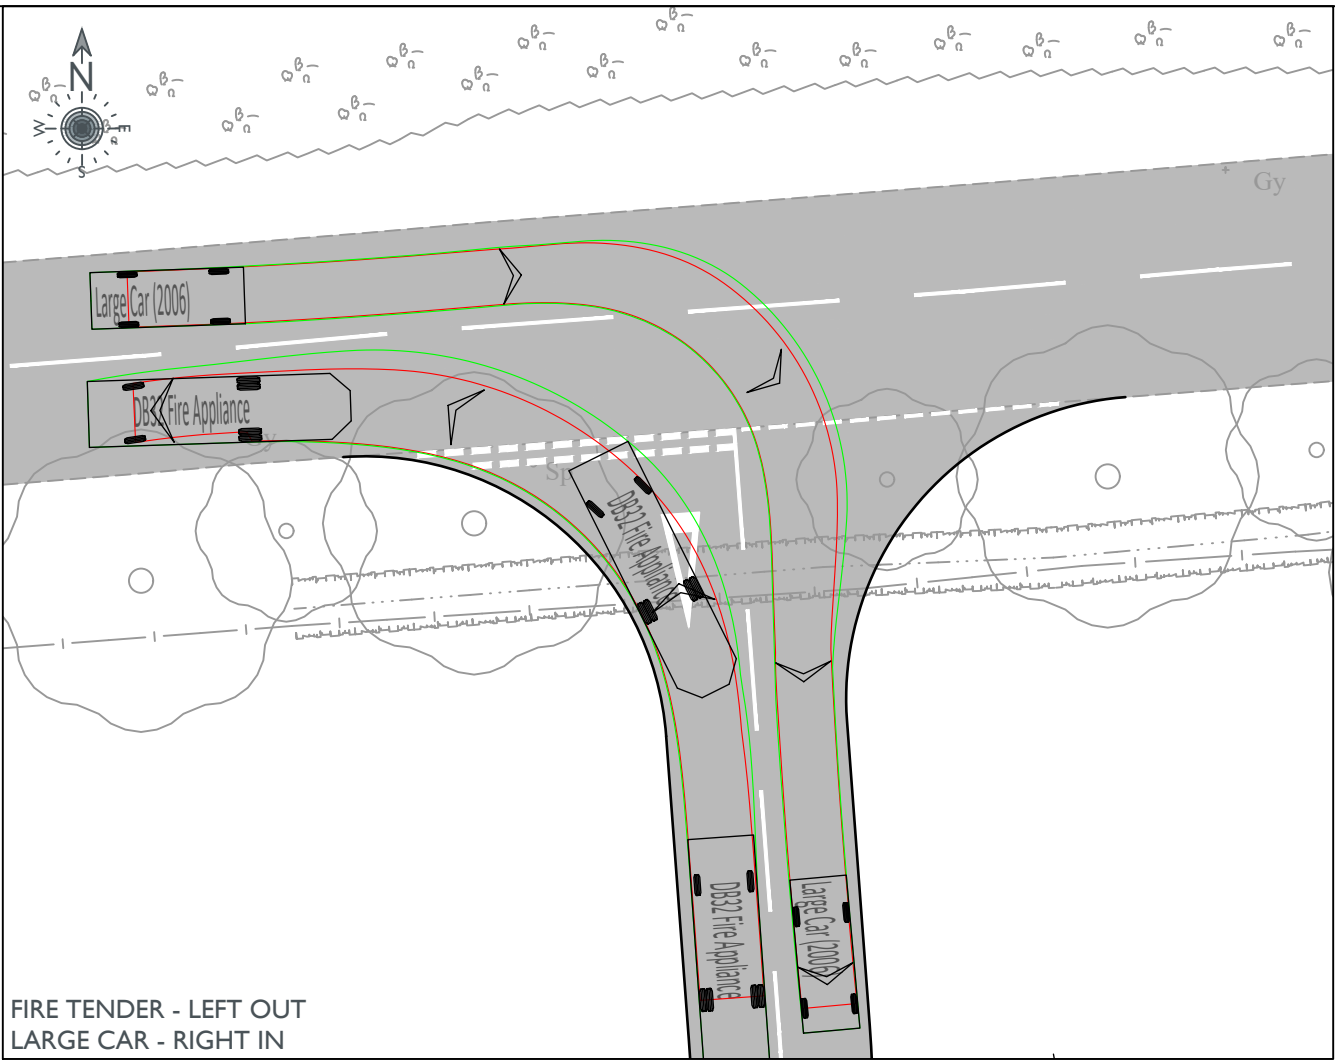 N
W
E
S
Gy
Large Car (2006)
DB32 Fire Appliance
Gy
Sp
DB32 Fire Appliance
DB32 Fire Appliance
Large Car (2006)
FIRE TENDER - LEFT OUT
LARGE CAR - RIGHT IN